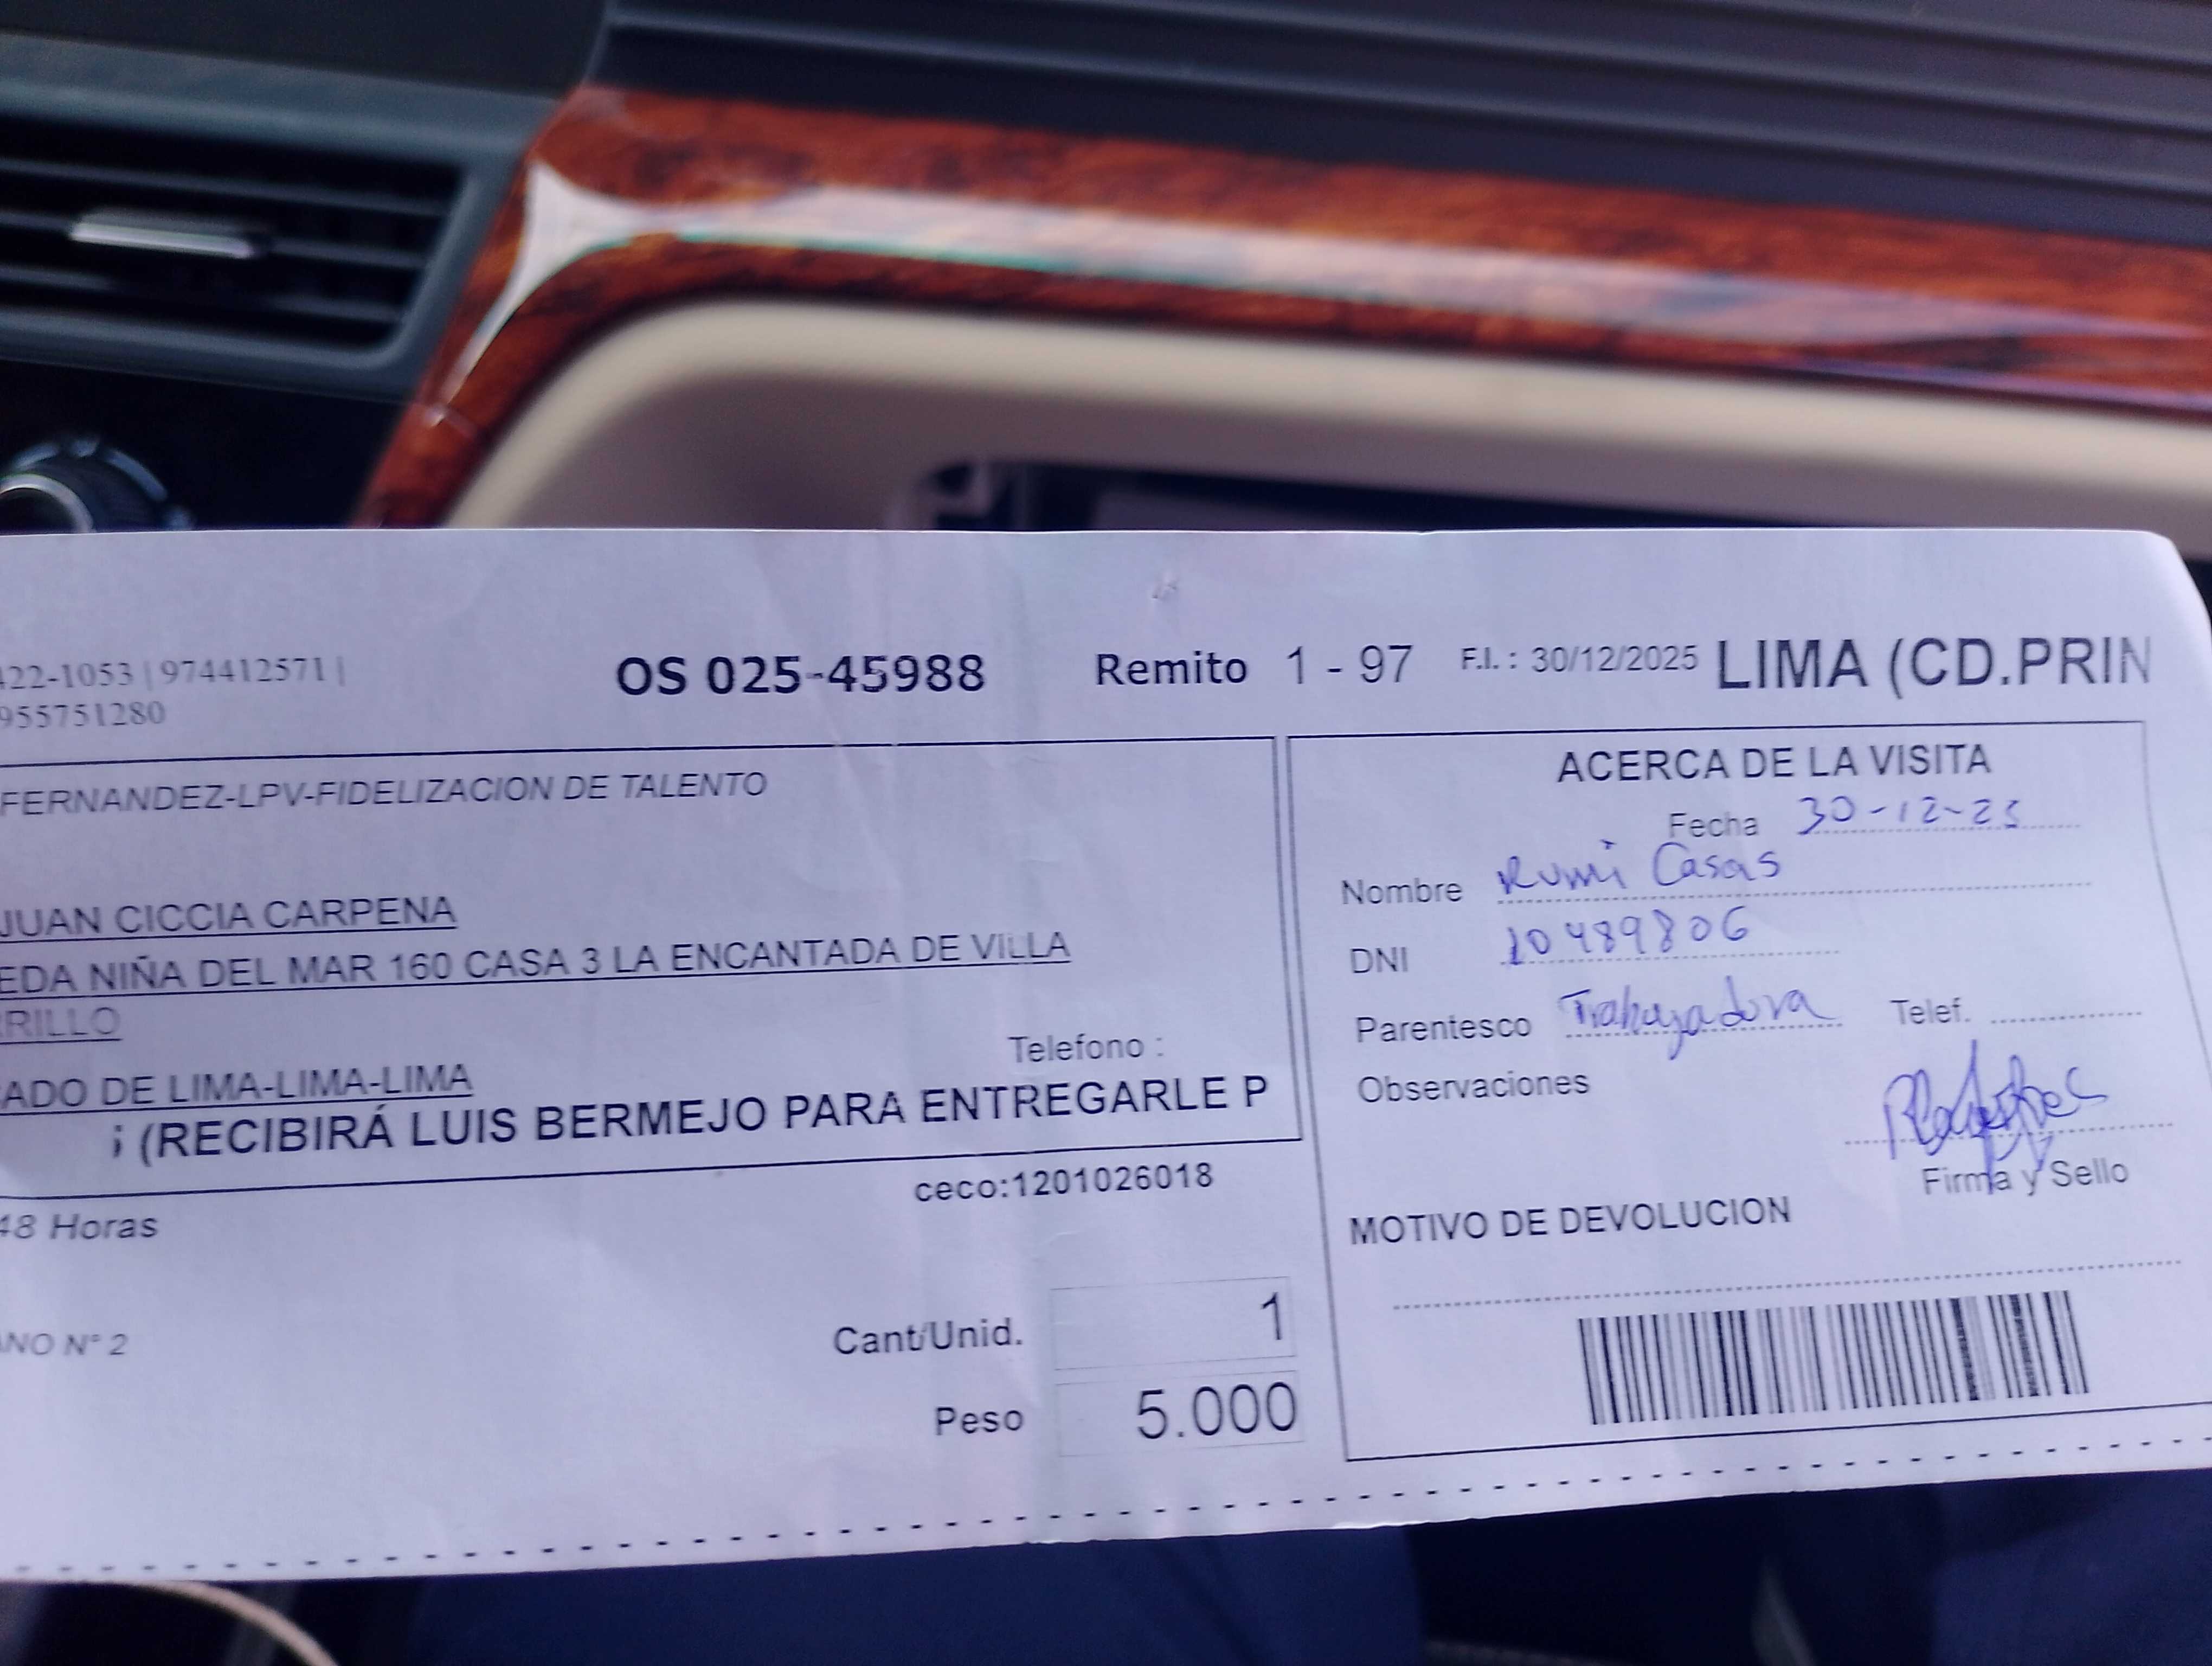 422-1053 | 974412571 |
955751280
OS 025-45988
Remito 1 - 97
F.I. : 30/12/2025
LIMA (CD.PRIN
FERNANDEZ-LPV-FIDELIZACION DE TALENTO
JUAN CICCIA CARPENA
EDA NIÑA DEL MAR 160 CASA 3 LA ENCANTADA DE VILLA
RRILLO
Telefono :
ADO DE LIMA-LIMA-LIMA
; (RECIBIRÁ LUIS BERMEJO PARA ENTREGARLE P
ceco:1201026018
48 Horas
ANO N° 2
Cant/Unid. 1
Peso 5.000
ACERCA DE LA VISITA
Fecha 30-12-25
Nombre Rumi Casas
DNI 10489806
Parentesco Trabajadora Telef.
Observaciones
Firma y Sello
MOTIVO DE DEVOLUCION